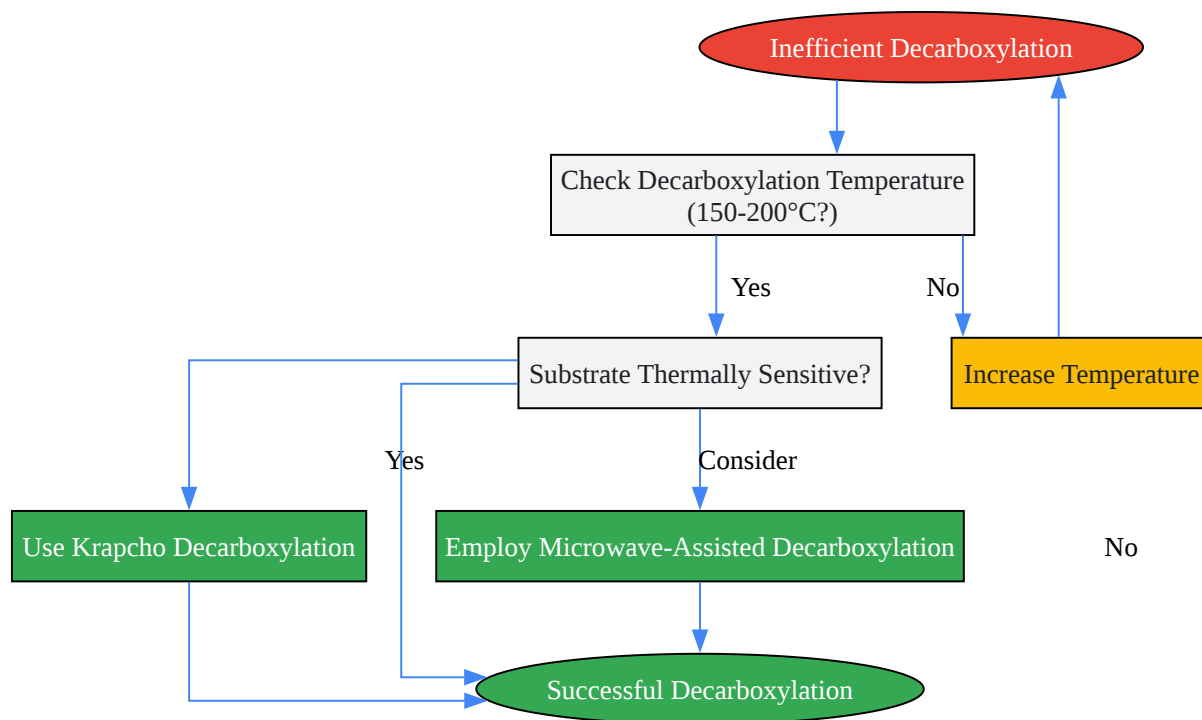 Inefficient Decarboxylation
Check Decarboxylation Temperature
(150-200°C?)
Yes
No
Substrate Thermally Sensitive?
Increase Temperature
Yes
Consider
Use Krapcho Decarboxylation
Employ Microwave-Assisted Decarboxylation
No
Successful Decarboxylation